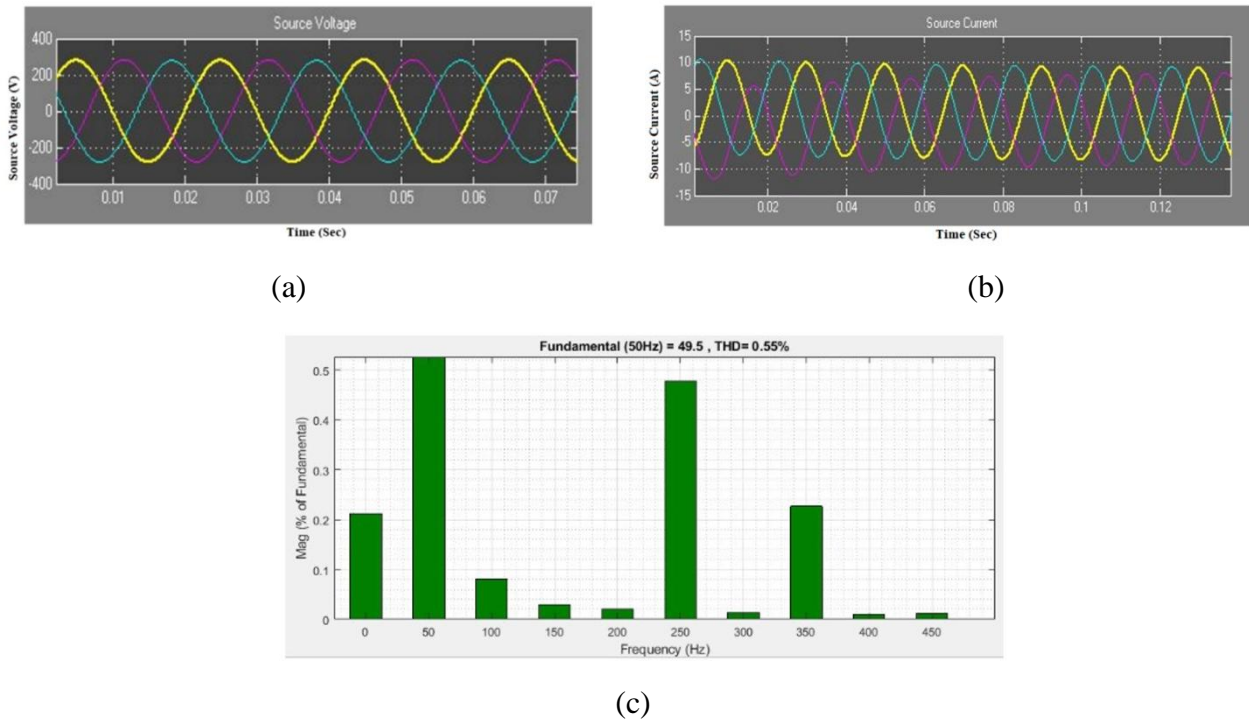 Source Voltage
400
200
0
-200
-400
Source Voltage (V)
0.01 0.02 0.03 0.04 0.05 0.06 0.07
Time (Sec)
(a)
Source Current
15
10
5
0
-5
-10
-15
Source Current (A)
0.02 0.04 0.06 0.08 0.1 0.12
Time (Sec)
(b)
Fundamental (50Hz) = 49.5 , THD= 0.55%
0.5
0.4
0.3
0.2
0.1
0
Mag (% of Fundamental)
0 50 100 150 200 250 300 350 400 450
Frequency (Hz)
(c)